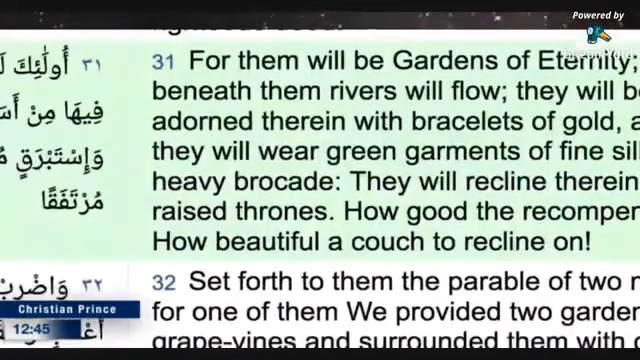 Powered by
٣١ أُولَٰئِكَ
فِيهَا مِنْ
وَإِسْتَبْرَقٍ
مُرْتَفَقًا
31 For them will be Gardens of Eternity;
beneath them rivers will flow; they will be
adorned therein with bracelets of gold,
they will wear green garments of fine
heavy brocade: They will recline therein
raised thrones. How good the
How beautiful a couch to recline on!
٣٢ وَاضْرِبْ
32 Set forth to them the parable of two
for one of them We provided two
grape-vines and surrounded them with
Christian Prince
12:45